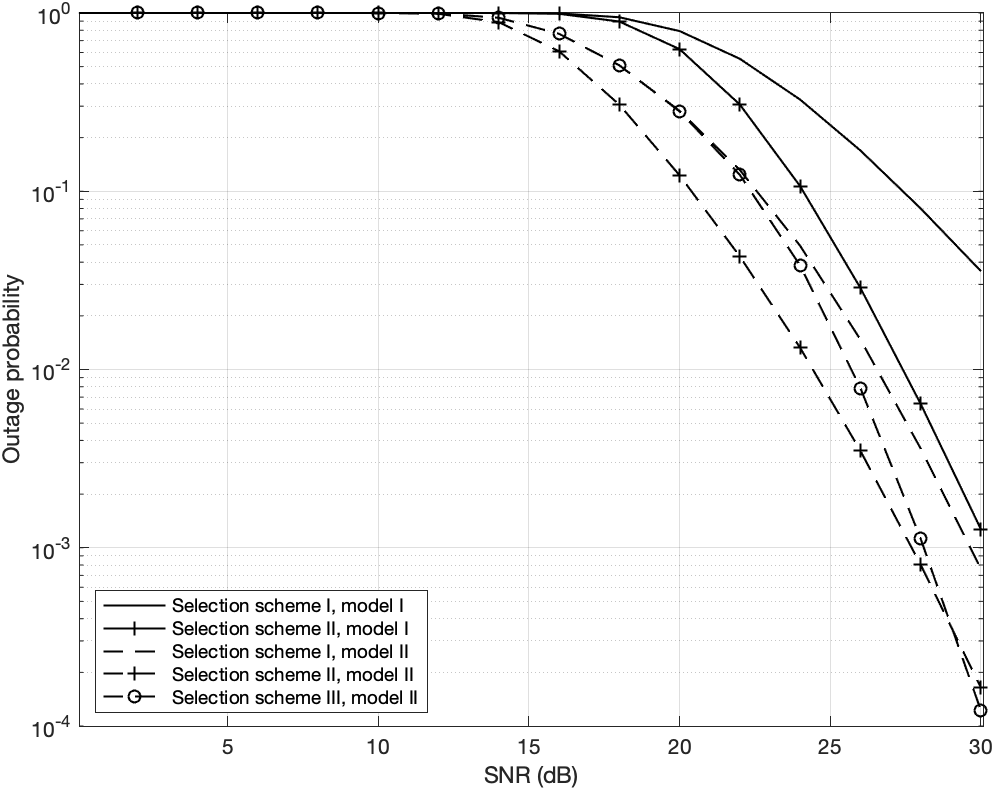 10^0
10^-1
10^-2
10^-3
10^-4
Outage probability
Selection scheme I, model I
Selection scheme II, model I
Selection scheme I, model II
Selection scheme II, model II
Selection scheme III, model II
5 10 15 20 25 30
SNR (dB)